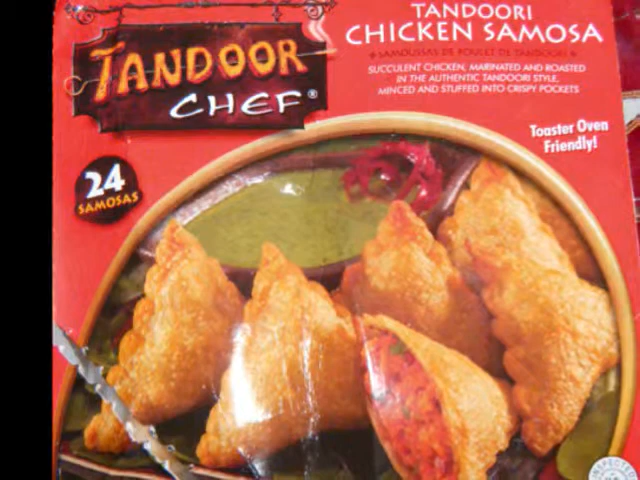 TANDOORI
CHICKEN SAMOSA
SAMOUSSAS DE POULET DE TANDOORI
SUCCULENT CHICKEN, MARINATED AND ROASTED
IN THE AUTHENTIC TANDOORI STYLE,
MINCED AND STUFFED INTO CRISPY POCKETS
TANDOOR
CHEF®
Toaster Oven
Friendly!
24
SAMOSAS
INSPECTED